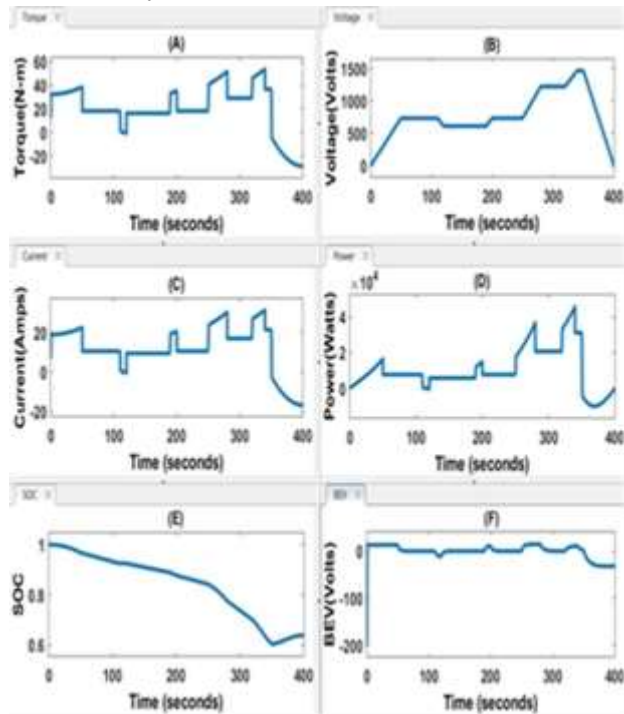 Torque × Voltage ×
(A) (B)
Torque(N-m)
60
40
20
0
-20
0 100 200 300 400
Time (seconds)
Voltage(Volts)
1500
1000
500
0
0 100 200 300 400
Time (seconds)
Current × Power ×
(C) (D)
Current(Amps)
20
0
-20
0 100 200 300 400
Time (seconds)
× 10⁴
Power(Watts)
4
2
0
0 100 200 300 400
Time (seconds)
SOC × BEV ×
(E) (F)
SOC
1
0.8
0.6
0 100 200 300 400
Time (seconds)
BEV(Volts)
0
-100
-200
0 100 200 300 400
Time (seconds)